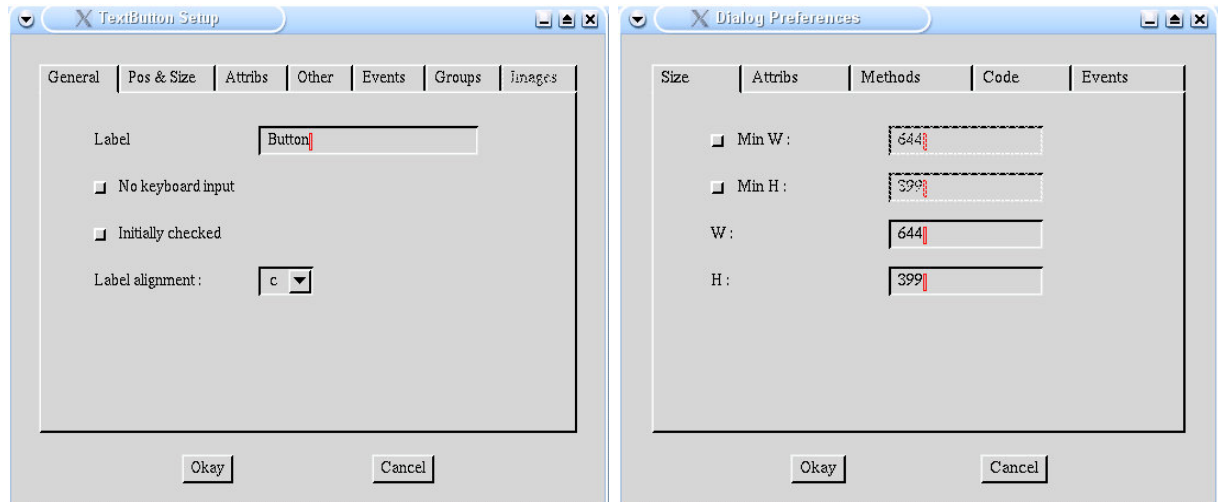 TextButton Setup
General Pos & Size Attribs Other Events Groups Images
Label Button
No keyboard input
Initially checked
Label alignment : c
Okay Cancel
Dialog Preferences
Size Attribs Methods Code Events
Min W : 644
Min H : 399
W : 644
H : 399
Okay Cancel